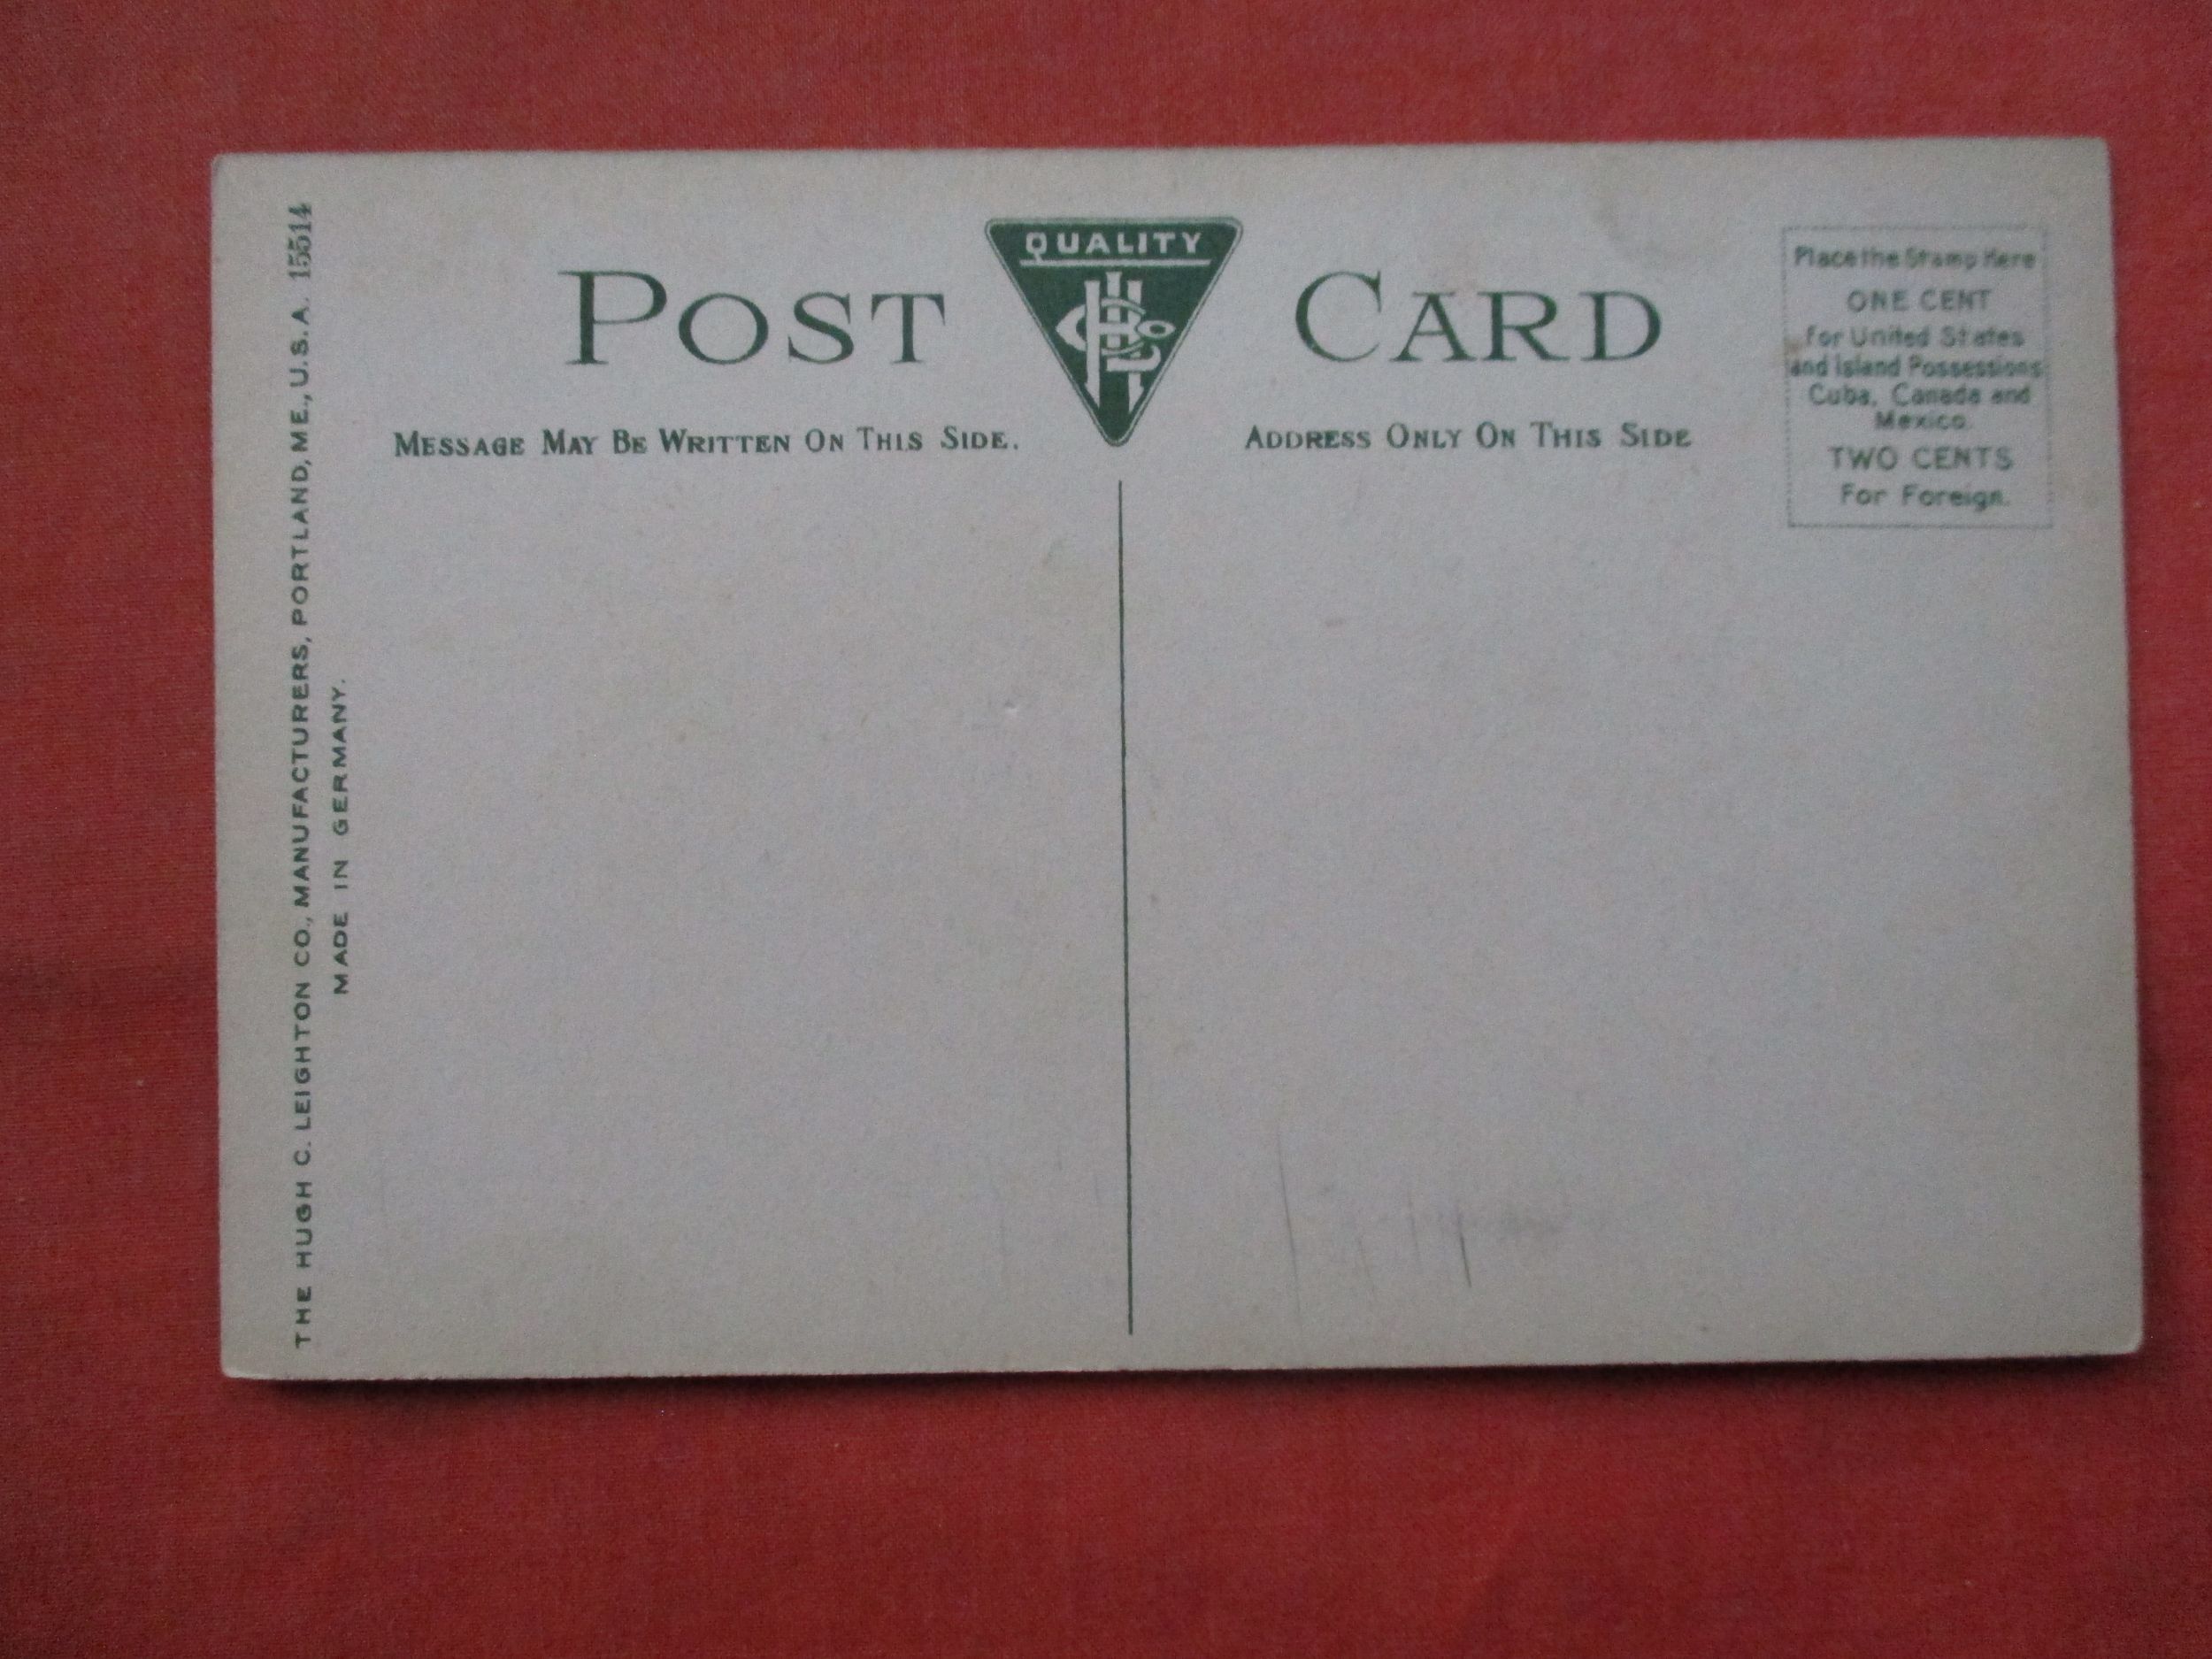 THE HUGH C. LEIGHTON CO., MANUFACTURERS, PORTLAND, ME., U.S.A. 15514
MADE IN GERMANY.
POST CARD
QUALITY
MESSAGE MAY BE WRITTEN ON THIS SIDE.
ADDRESS ONLY ON THIS SIDE
Place the Stamp Here
ONE CENT
for United States
and Island Possessions
Cuba, Canada and
Mexico.
TWO CENTS
For Foreign.